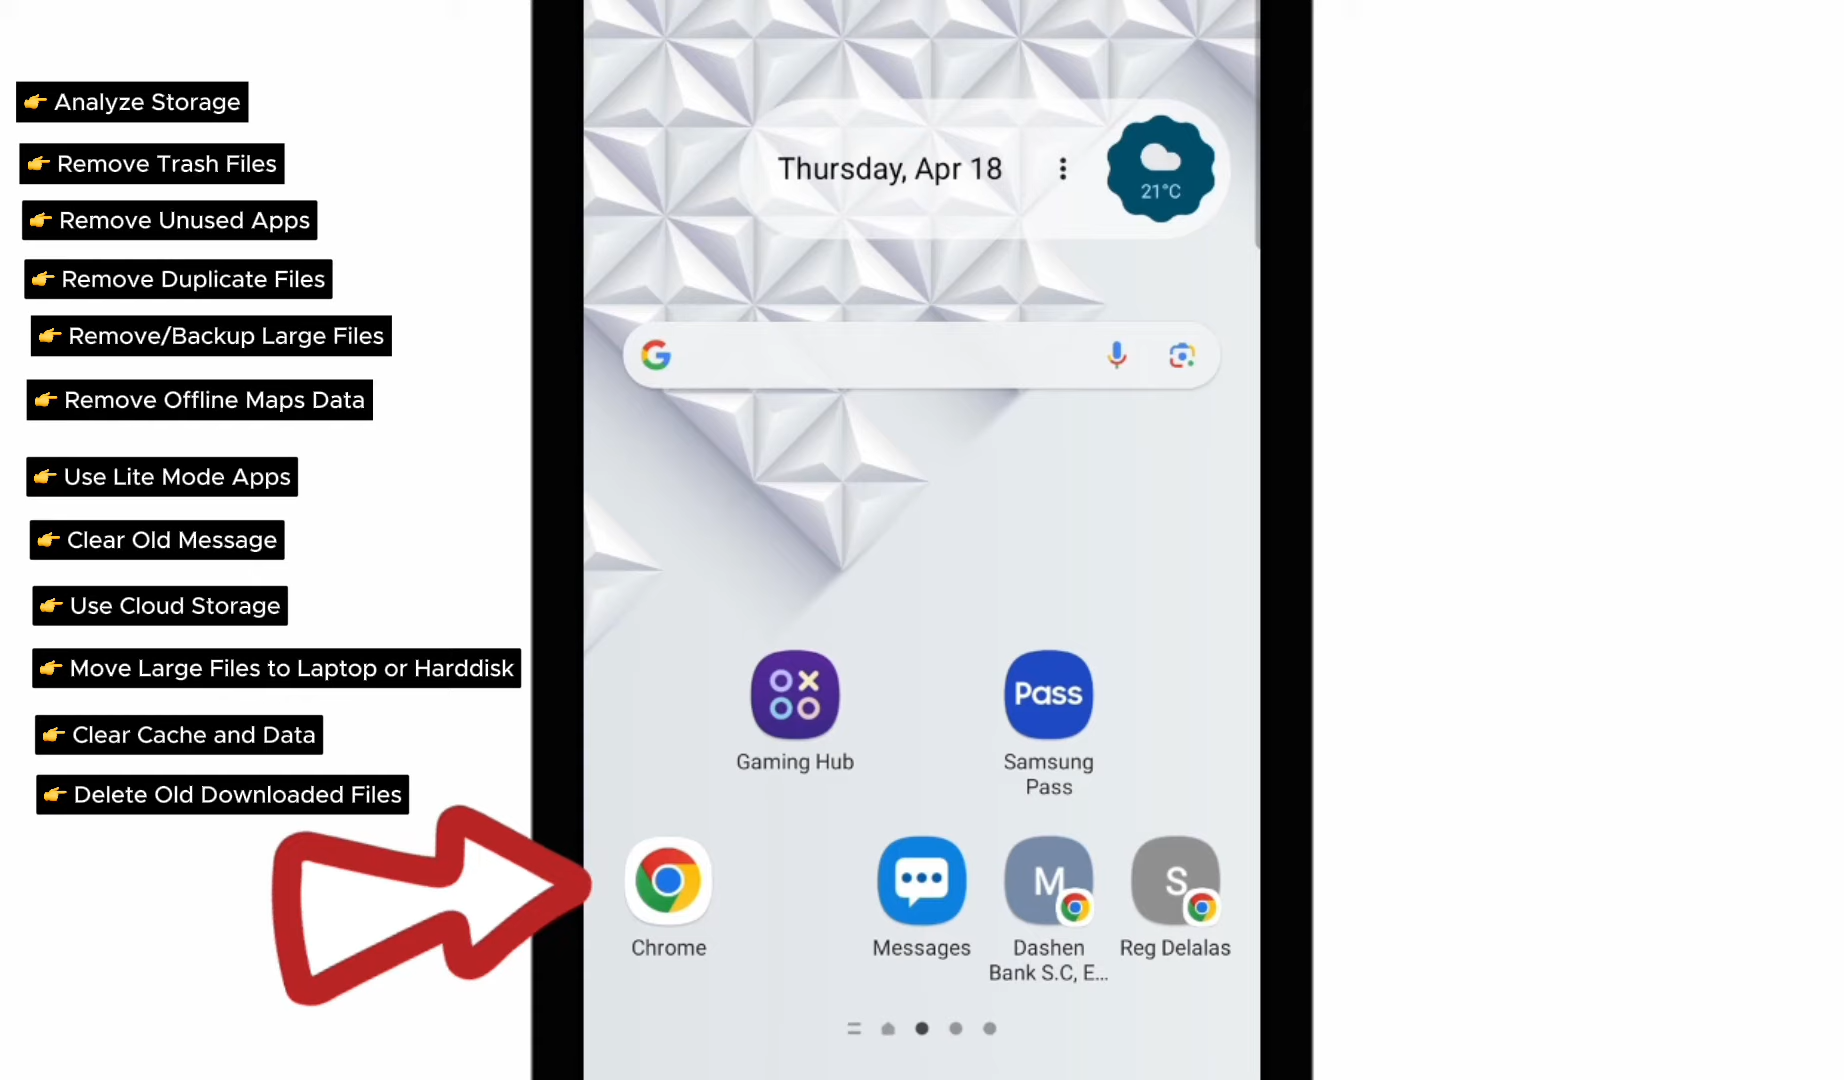 👉 Analyze Storage
👉 Remove Trash Files
👉 Remove Unused Apps
👉 Remove Duplicate Files
👉 Remove/Backup Large Files
👉 Remove Offline Maps Data
👉 Use Lite Mode Apps
👉 Clear Old Message
👉 Use Cloud Storage
👉 Move Large Files to Laptop or Harddisk
👉 Clear Cache and Data
👉 Delete Old Downloaded Files
Thursday, Apr 18
21°C
Pass
Gaming Hub
Samsung
Pass
M
S
Chrome
Messages
Dashen
Bank S.C, E...
Reg Delalas